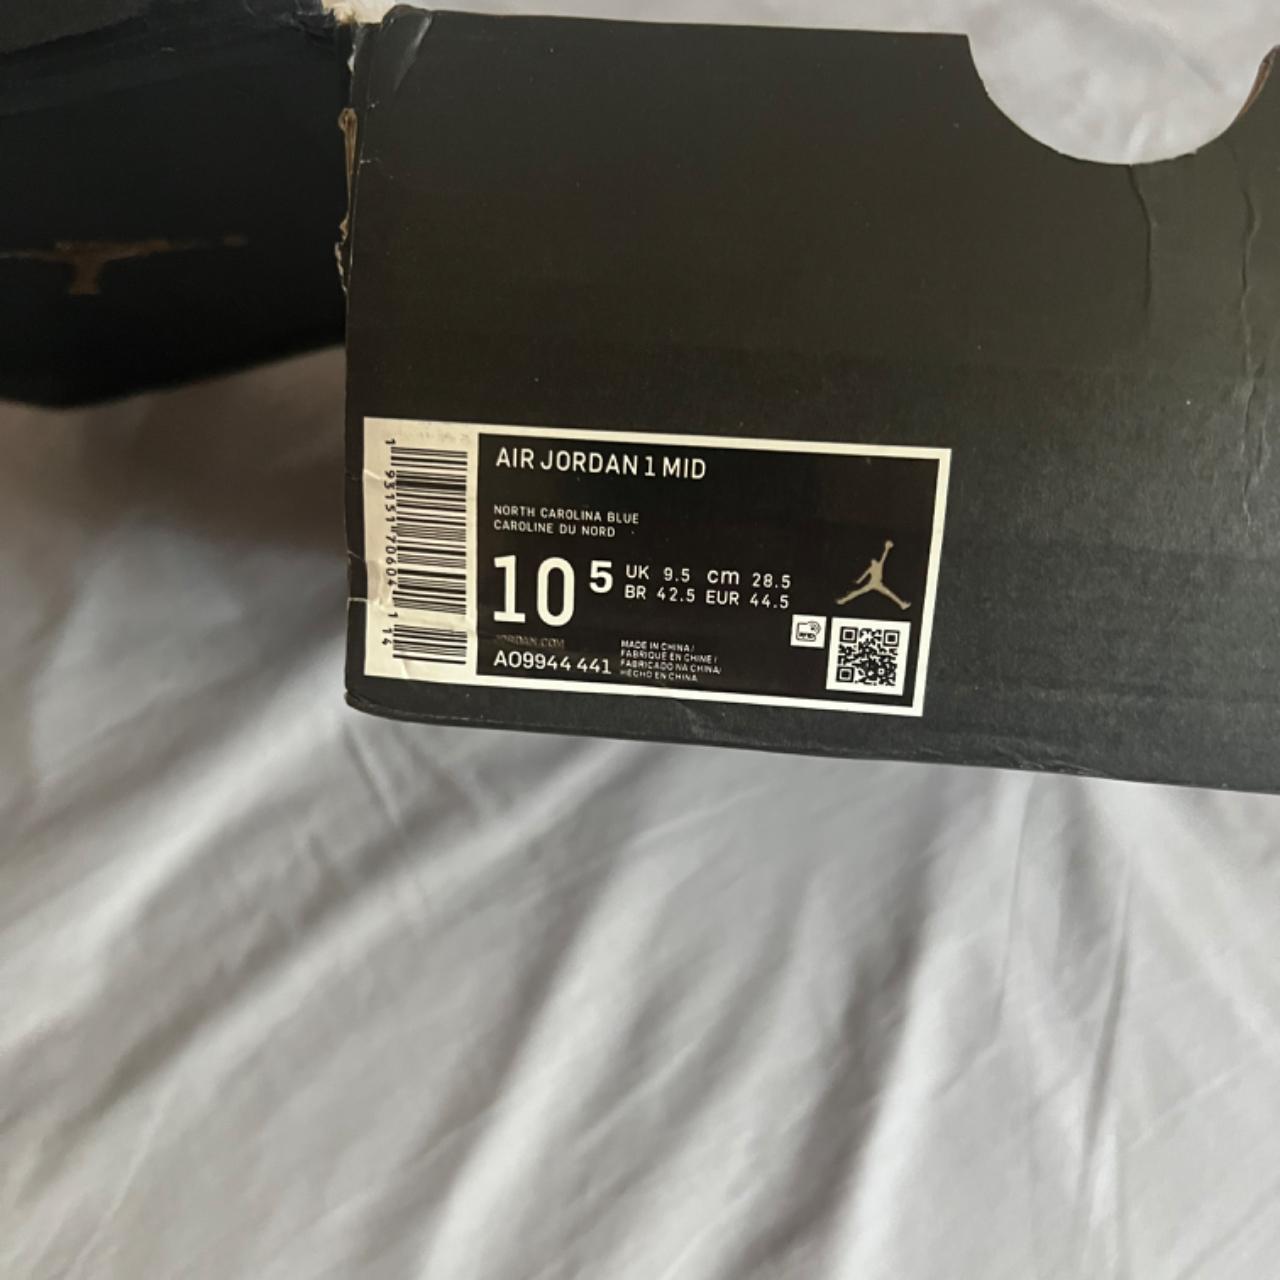 AIR JORDAN 1 MID
NORTH CAROLINA BLUE
CAROLINE DU NORD
10 5
UK 9.5 cm 28.5
BR 42.5 EUR 44.5
JORDAN.COM
AO9944 441
MADE IN CHINA/
FABRIQUÉ EN CHINE/
FABRICADO NA CHINA/
HECHO EN CHINA
RFID